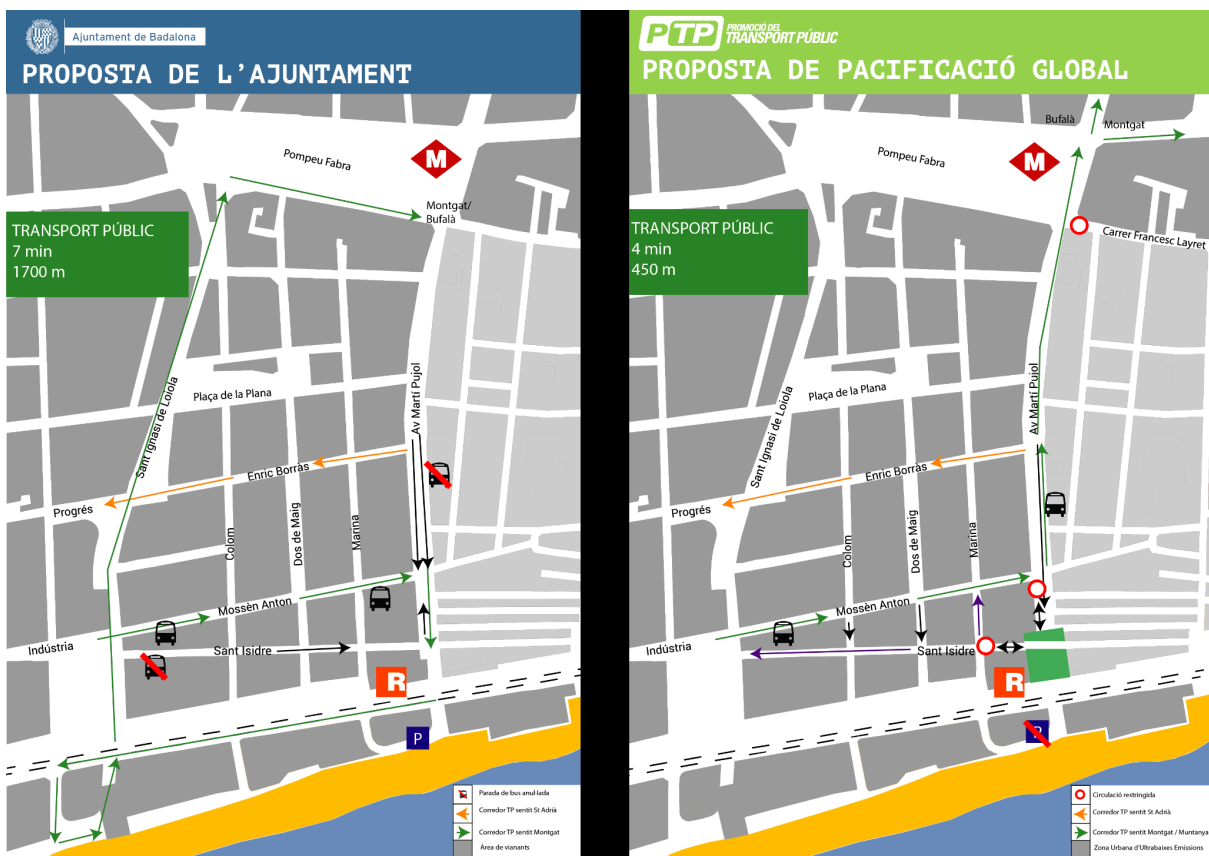 Ajuntament de Badalona
PROPOSTA DE L'AJUNTAMENT
Pompeu Fabra
M
Montgat/
Bufalà
TRANSPORT PÚBLIC
7 min
1700 m
Sant Ignasi de Loiola
Plaça de la Plana
Av Martí Pujol
Enric Borràs
Progrés
Colom
Dos de Maig
Marina
Mossèn Anton
Indústria
Sant Isidre
R
P
Parada de bus anul·lada
Corredor TP sentit St Adrià
Corredor TP sentit Montgat
Àrea de vianants
PTP PROMOCIÓ DEL
TRANSPORT PÚBLIC
PROPOSTA DE PACIFICACIÓ GLOBAL
Bufalà
Montgat
Pompeu Fabra
M
Carrer Francesc Layret
TRANSPORT PÚBLIC
4 min
450 m
Sant Ignasi de Loiola
Plaça de la Plana
Av Martí Pujol
Enric Borràs
Progrés
Colom
Dos de Maig
Marina
Mossèn Anton
Indústria
Sant Isidre
R
P
Circulació restringida
Corredor TP sentit St Adrià
Corredor TP sentit Montgat / Muntanya
Zona Urbana d'Ultrabaixes Emissions